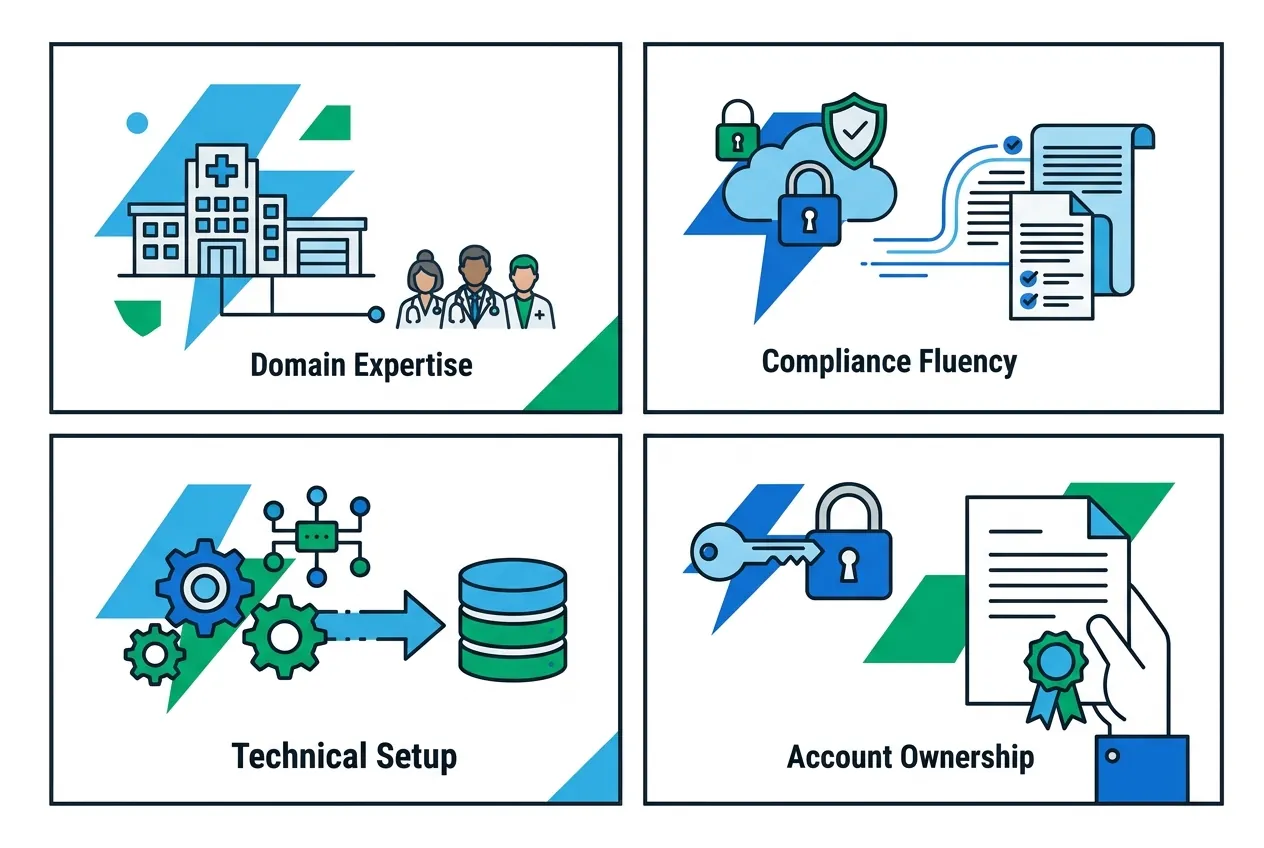 Domain Expertise
Compliance Fluency
Technical Setup
Account Ownership